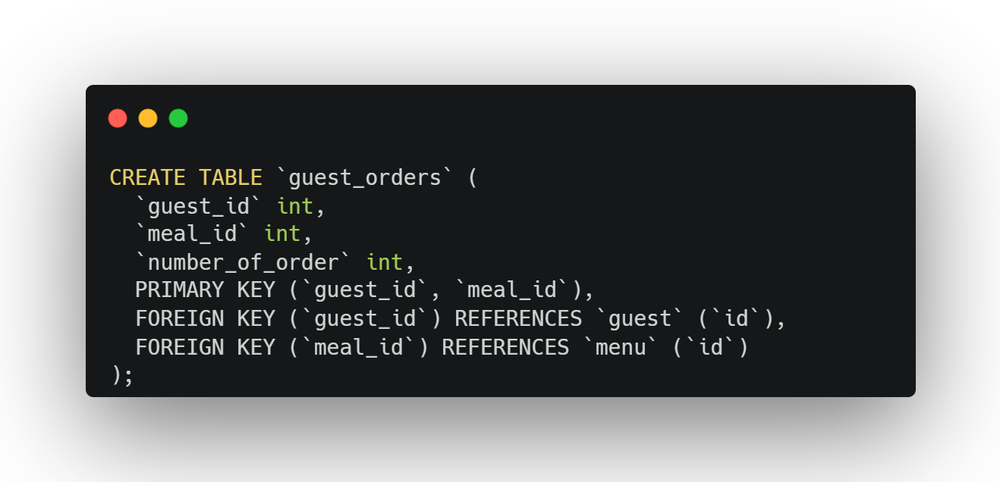 CREATE TABLE `guest_orders` (
  `guest_id` int,
  `meal_id` int,
  `number_of_order` int,
  PRIMARY KEY (`guest_id`, `meal_id`),
  FOREIGN KEY (`guest_id`) REFERENCES `guest` (`id`),
  FOREIGN KEY (`meal_id`) REFERENCES `menu` (`id`)
);